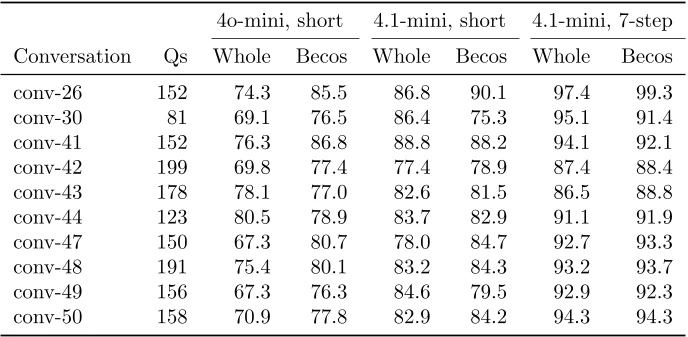 4o-mini, short 4.1-mini, short 4.1-mini, 7-step
Conversation Qs Whole Becos Whole Becos Whole Becos
conv-26 152 74.3 85.5 86.8 90.1 97.4 99.3
conv-30 81 69.1 76.5 86.4 75.3 95.1 91.4
conv-41 152 76.3 86.8 88.8 88.2 94.1 92.1
conv-42 199 69.8 77.4 77.4 78.9 87.4 88.4
conv-43 178 78.1 77.0 82.6 81.5 86.5 88.8
conv-44 123 80.5 78.9 83.7 82.9 91.1 91.9
conv-47 150 67.3 80.7 78.0 84.7 92.7 93.3
conv-48 191 75.4 80.1 83.2 84.3 93.2 93.7
conv-49 156 67.3 76.3 84.6 79.5 92.9 92.3
conv-50 158 70.9 77.8 82.9 84.2 94.3 94.3